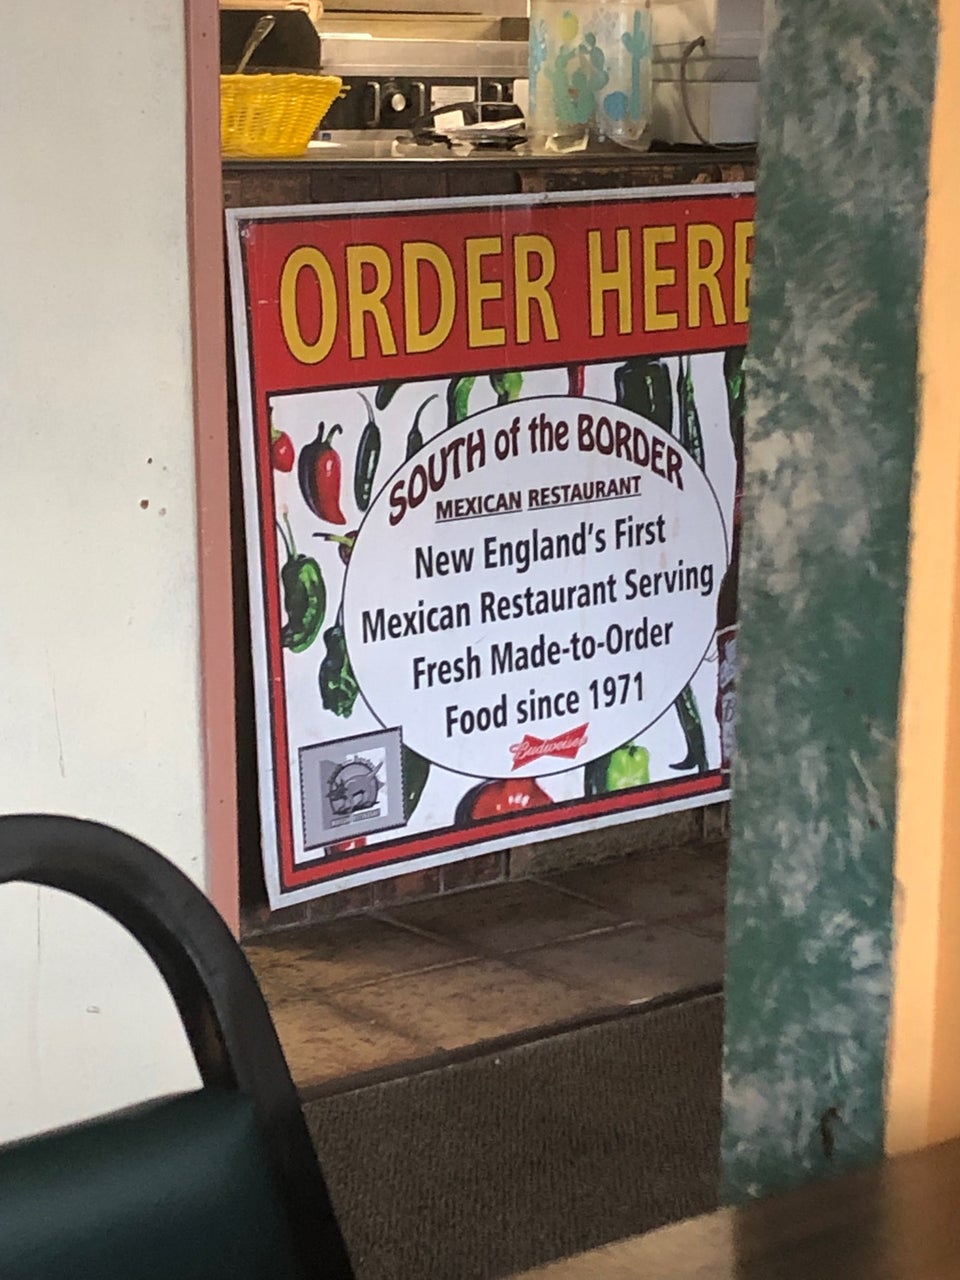 ORDER HERE
SOUTH of the BORDER
MEXICAN RESTAURANT
New England's First
Mexican Restaurant Serving
Fresh Made-to-Order
Food since 1971
Budweiser